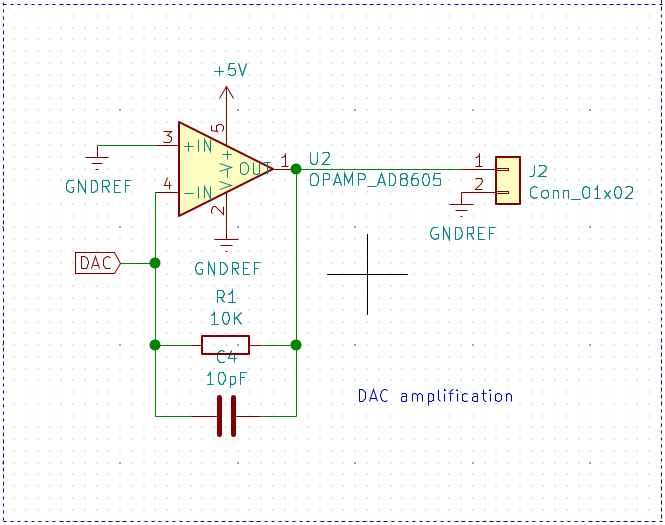 +5V
5
3
+IN
V+
1
U2
OUT
OPAMP_AD8605
4
-IN
V-
2
GNDREF
GNDREF
1
J2
2
Conn_01x02
GNDREF
DAC
R1
10K
C4
10pF
DAC amplification